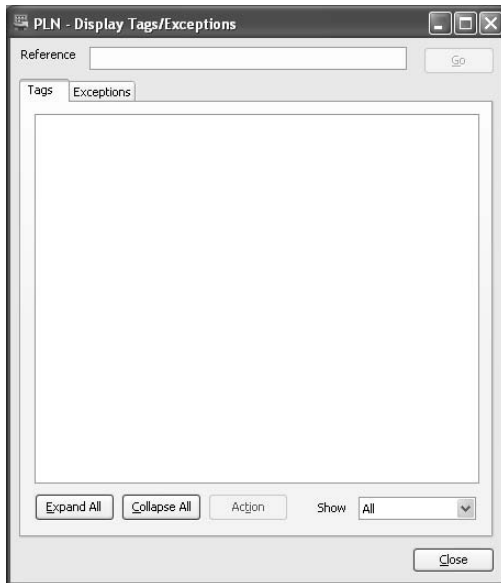 PLN - Display Tags/Exceptions
Reference
Go
Tags Exceptions
Expand All Collapse All Action Show All
Close